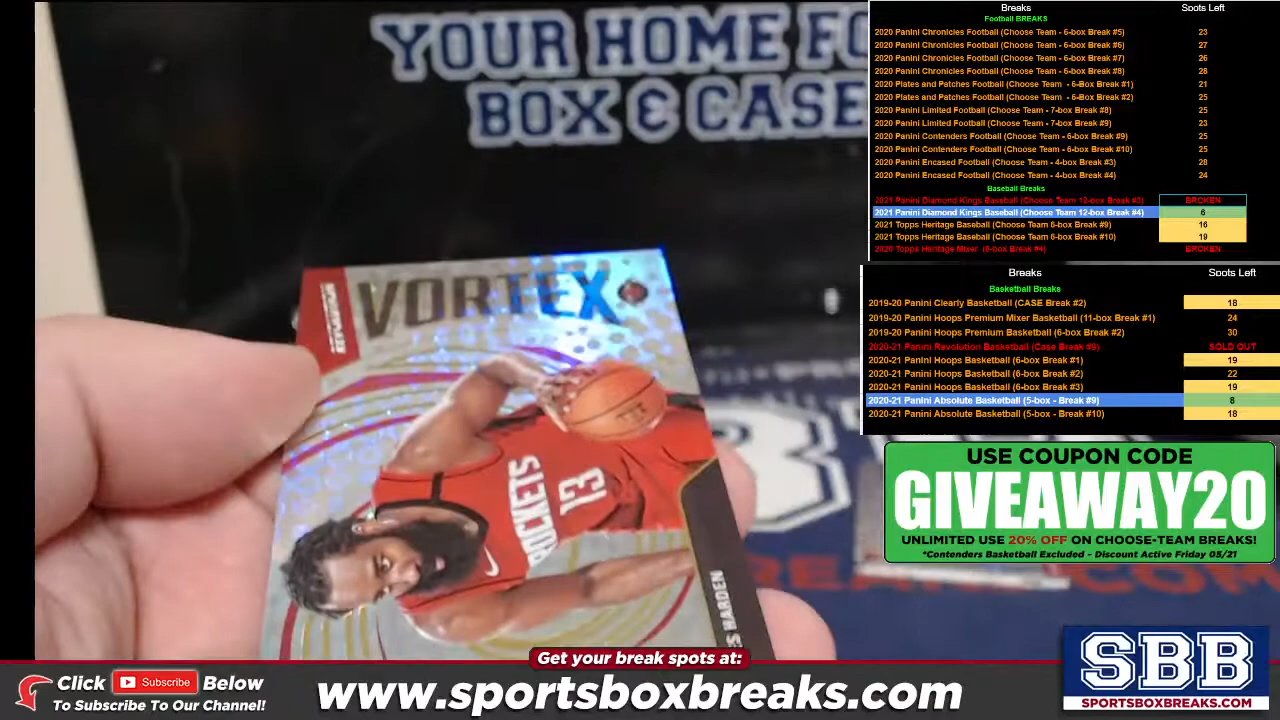 YOUR HOME FO
BOX & CASE
VORTEX
ROCKETS
13
S HARDEN
Breaks Spots Left
Football BREAKS
2020 Panini Chronicles Football (Choose Team - 6-box Break #5) 23
2020 Panini Chronicles Football (Choose Team - 6-box Break #6) 27
2020 Panini Chronicles Football (Choose Team - 6-box Break #7) 26
2020 Panini Chronicles Football (Choose Team - 6-box Break #8) 28
2020 Plates and Patches Football (Choose Team - 6-Box Break #1) 21
2020 Plates and Patches Football (Choose Team - 6-Box Break #2) 25
2020 Panini Limited Football (Choose Team - 7-box Break #8) 25
2020 Panini Limited Football (Choose Team - 7-box Break #9) 23
2020 Panini Contenders Football (Choose Team - 6-box Break #9) 25
2020 Panini Contenders Football (Choose Team - 6-box Break #10) 25
2020 Panini Encased Football (Choose Team - 4-box Break #3) 28
2020 Panini Encased Football (Choose Team - 4-box Break #4) 24
Baseball Breaks
2021 Panini Diamond Kings Baseball (Choose Team 12-box Break #3) BROKEN
2021 Panini Diamond Kings Baseball (Choose Team 12-box Break #4) 6
2021 Topps Heritage Baseball (Choose Team 6-box Break #9) 16
2021 Topps Heritage Baseball (Choose Team 6-box Break #10) 19
2020 Topps Heritage Mixer (8-box Break #4) BROKEN
Breaks Spots Left
Basketball Breaks
2019-20 Panini Clearly Basketball (CASE Break #2) 18
2019-20 Panini Hoops Premium Mixer Basketball (11-box Break #1) 24
2019-20 Panini Hoops Premium Basketball (6-box Break #2) 30
2020-21 Panini Revolution Basketball (Case Break #9) SOLD OUT
2020-21 Panini Hoops Basketball (6-box Break #1) 19
2020-21 Panini Hoops Basketball (6-box Break #2) 22
2020-21 Panini Hoops Basketball (6-box Break #3) 19
2020-21 Panini Absolute Basketball (5-box - Break #9) 8
2020-21 Panini Absolute Basketball (5-box - Break #10) 18
USE COUPON CODE
GIVEAWAY20
UNLIMITED USE 20% OFF ON CHOOSE-TEAM BREAKS!
*Contenders Basketball Excluded - Discount Active Friday 05/21
Get your break spots at:
Click Subscribe Below
To Subscribe To Our Channel!
www.sportsboxbreaks.com
SBB
SPORTSBOXBREAKS.COM